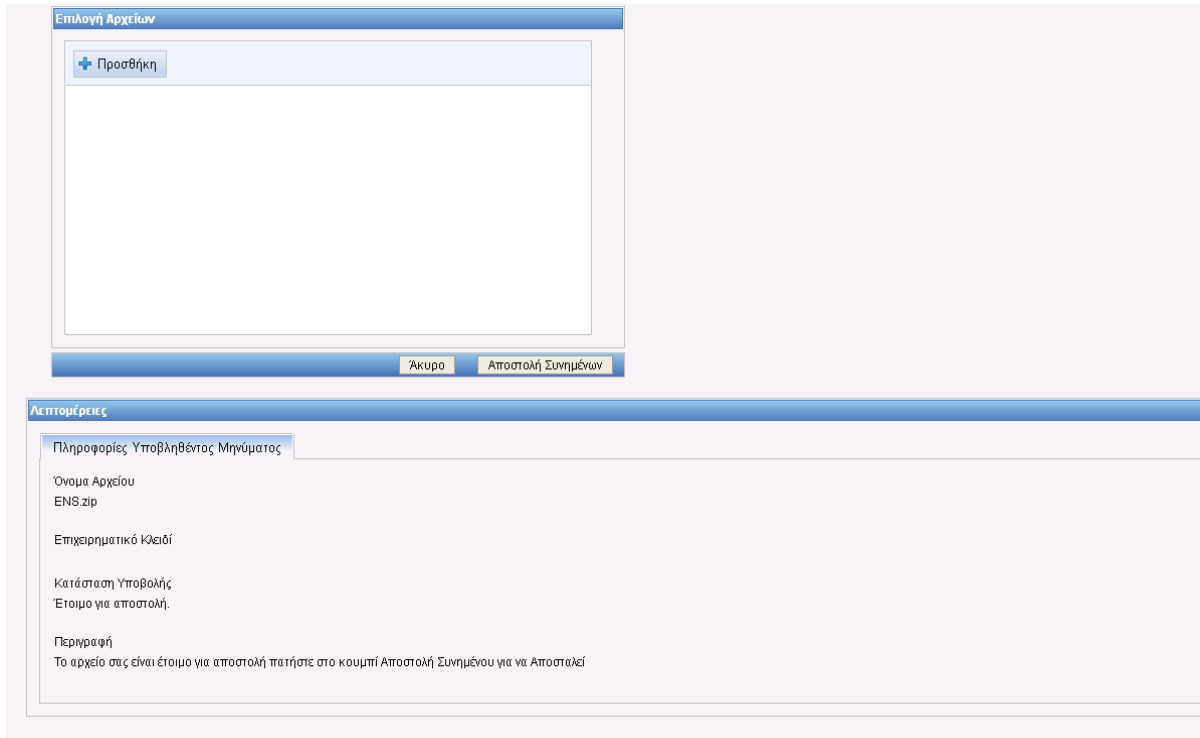 Επιλογή Αρχείων
Προσθήκη
Άκυρο Αποστολή Συνημένων
Λεπτομέρειες
Πληροφορίες Υποβληθέντος Μηνύματος
Όνομα Αρχείου
ENS.zip
Επιχειρηματικό Κλειδί
Κατάσταση Υποβολής
Έτοιμο για αποστολή.
Περιγραφή
Το αρχείο σας είναι έτοιμο για αποστολή πατήστε στο κουμπί Αποστολή Συνημένου για να Αποσταλεί